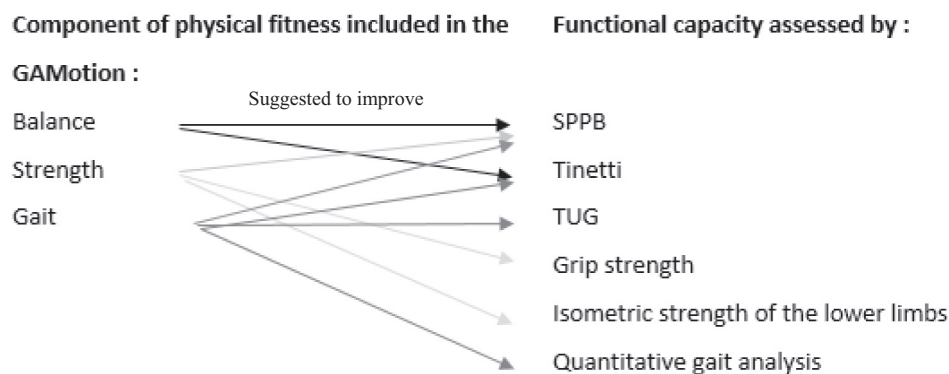 Component of physical fitness included in the
GAMotion :
Functional capacity assessed by :
Suggested to improve
Balance
Strength
Gait
SPPB
Tinetti
TUG
Grip strength
Isometric strength of the lower limbs
Quantitative gait analysis